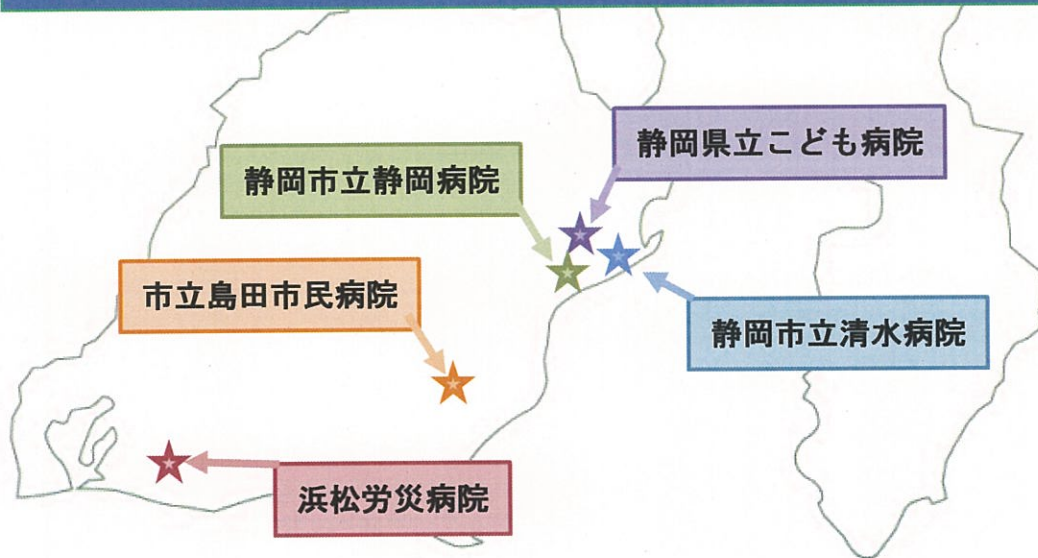 静岡県立こども病院
静岡市立静岡病院
市立島田市民病院
静岡市立清水病院
浜松労災病院